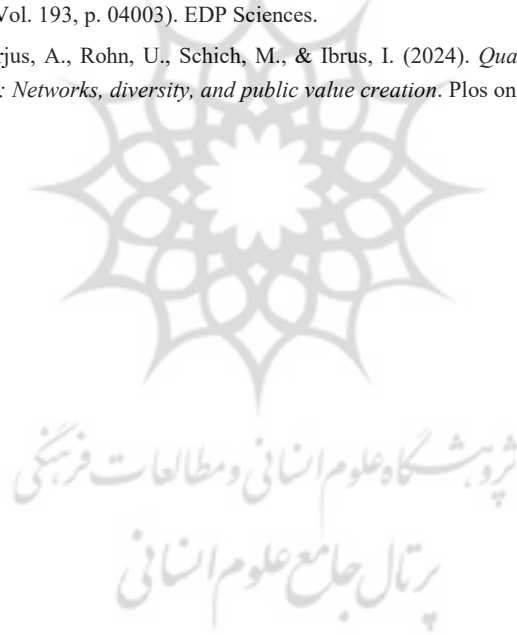 Vol. 193, p. 04003). EDP Sciences.
rjus, A., Rohn, U., Schich, M., & Ibrus, I. (2024). Qua
: Networks, diversity, and public value creation. Plos on
پژوهشگاه علوم انسانی و مطالعات فرهنگی
پرتال جامع علوم انسانی